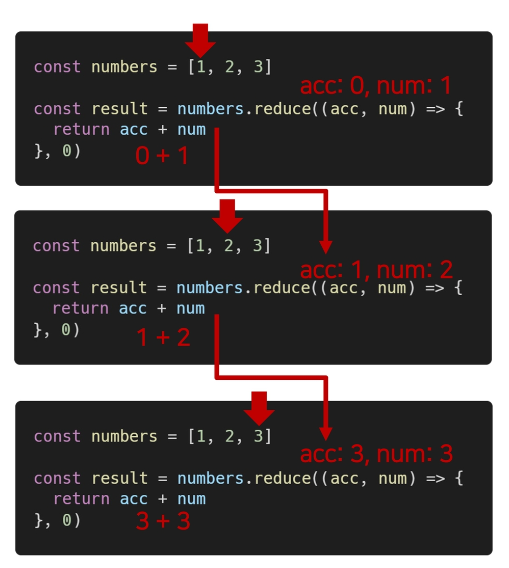 const numbers = [1, 2, 3]
acc: 0, num: 1
const result = numbers.reduce((acc, num) => {
  return acc + num
}, 0)
0 + 1
const numbers = [1, 2, 3]
acc: 1, num: 2
const result = numbers.reduce((acc, num) => {
  return acc + num
}, 0)
1 + 2
const numbers = [1, 2, 3]
acc: 3, num: 3
const result = numbers.reduce((acc, num) => {
  return acc + num
}, 0)
3 + 3